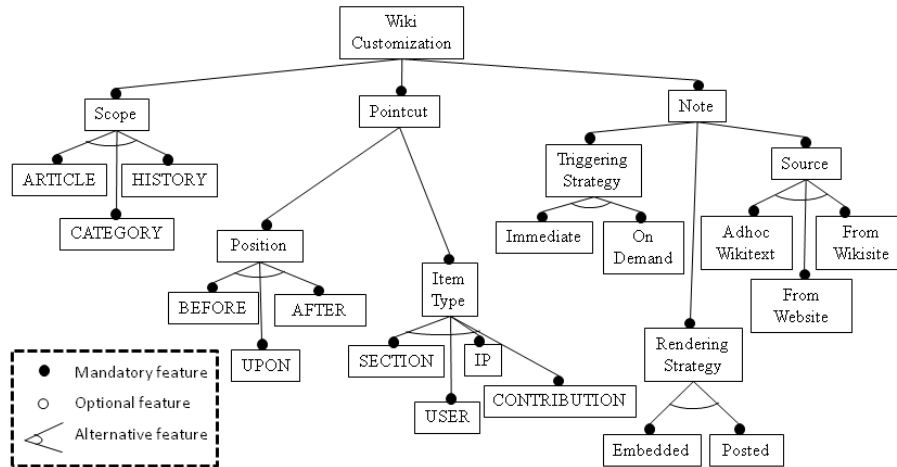 Wiki
Customization
Scope
Pointcut
Note
ARTICLE
HISTORY
CATEGORY
Triggering
Strategy
Source
Immediate
On
Demand
Adhoc
Wikitext
From
Wikisite
From
Website
Position
BEFORE
AFTER
UPON
Item
Type
SECTION
IP
USER
CONTRIBUTION
Rendering
Strategy
Embedded
Posted
Mandatory feature
Optional feature
Alternative feature